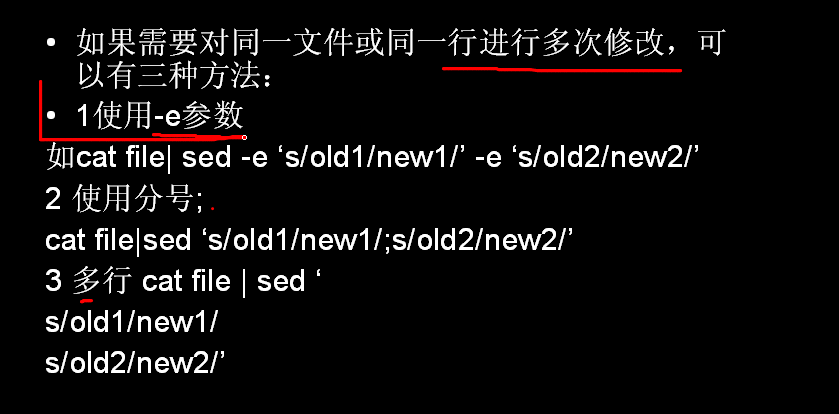 • 如果需要对同一文件或同一行进行多次修改，可
以有三种方法：
• 1使用-e参数
如cat file| sed -e ‘s/old1/new1/’ -e ‘s/old2/new2/’
2 使用分号;
cat file|sed ‘s/old1/new1/;s/old2/new2/’
3 多行 cat file | sed ‘
s/old1/new1/
s/old2/new2/’